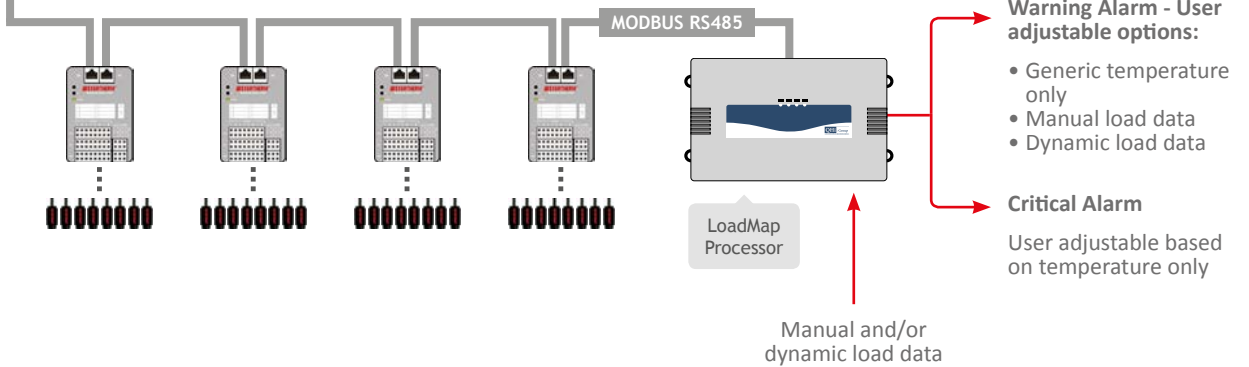 MODBUS RS485
Warning Alarm - User
adjustable options:
• Generic temperature
only
• Manual load data
• Dynamic load data
LoadMap
Processor
Critical Alarm
User adjustable based
on temperature only
Manual and/or
dynamic load data